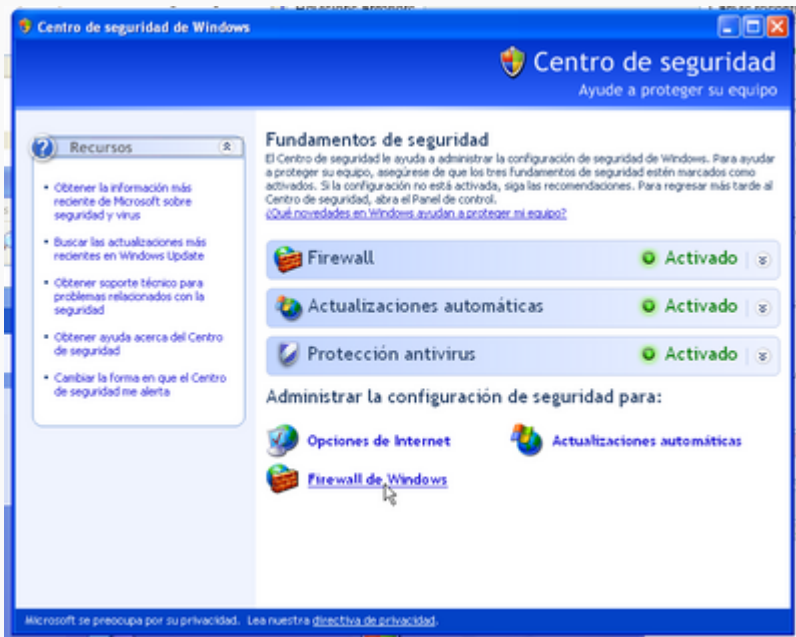 Centro de seguridad de Windows
Centro de seguridad
Ayude a proteger su equipo
Recursos
Obtener la información más
reciente de Microsoft sobre
seguridad y virus
Buscar las actualizaciones más
recientes en Windows Update
Obtener soporte técnico para
problemas relacionados con la
seguridad
Obtener ayuda acerca del Centro
de seguridad
Cambiar la forma en que el Centro
de seguridad me alerta
Fundamentos de seguridad
El Centro de seguridad le ayuda a administrar la configuración de seguridad de Windows. Para ayudar
a proteger su equipo, asegúrese de que los tres fundamentos de seguridad estén marcados como
activados. Si la configuración no está activada, siga las recomendaciones. Para regresar más tarde al
Centro de seguridad, abra el Panel de control.
¿Qué novedades en Windows ayudan a proteger mi equipo?
Firewall Activado
Actualizaciones automáticas Activado
Protección antivirus Activado
Administrar la configuración de seguridad para:
Opciones de Internet Actualizaciones automáticas
Firewall de Windows
Microsoft se preocupa por su privacidad. Lea nuestra directiva de privacidad.